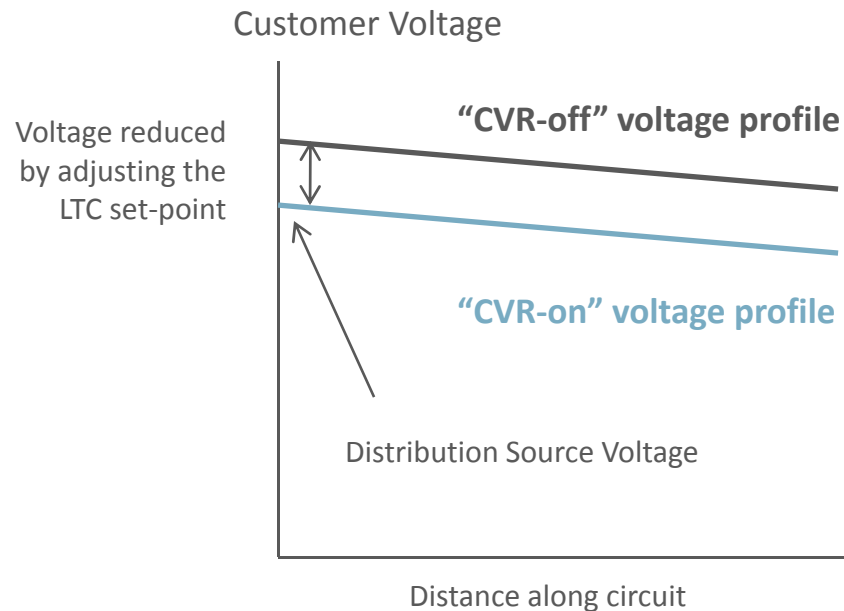 Customer Voltage
“CVR-off” voltage profile
Voltage reduced
by adjusting the
LTC set-point
“CVR-on” voltage profile
Distribution Source Voltage
Distance along circuit